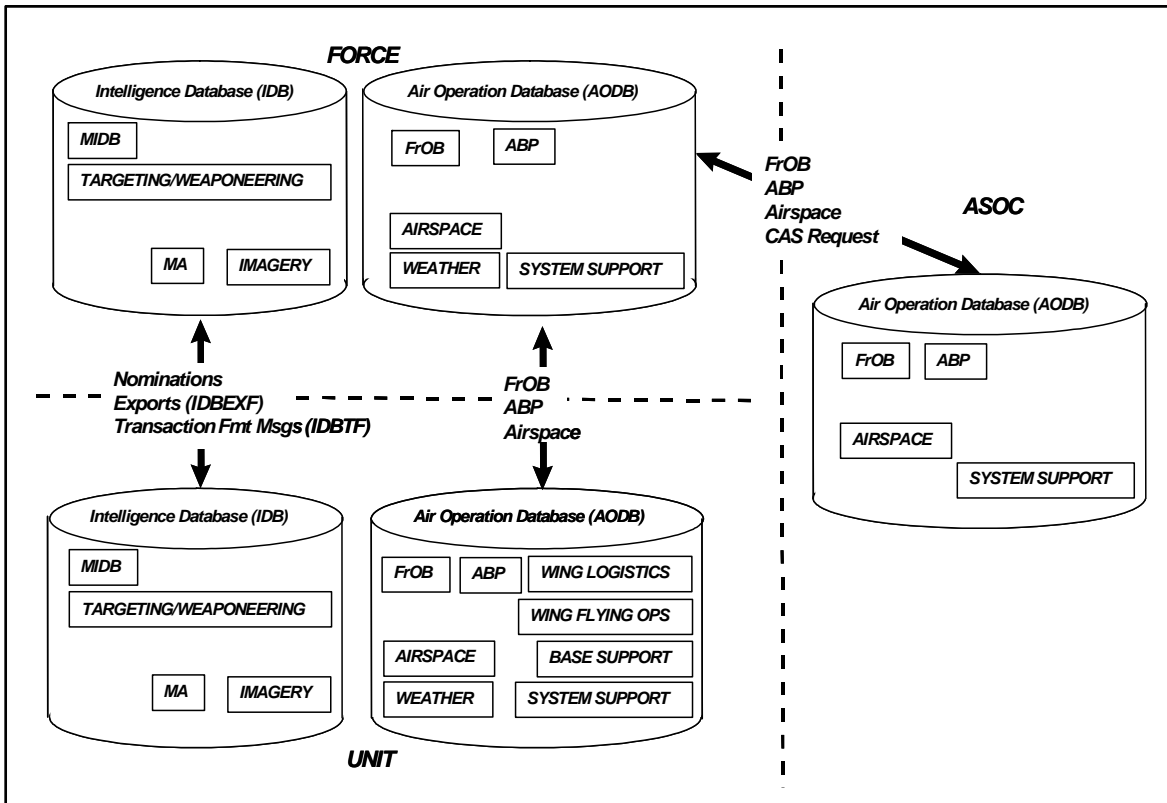 FORCE
Intelligence Database (IDB)
MIDB
TARGETING/WEAPONEERING
MA
IMAGERY
Air Operation Database (AODB)
FrOB
ABP
AIRSPACE
WEATHER
SYSTEM SUPPORT
FrOB
ABP
Airspace
CAS Request
ASOC
Air Operation Database (AODB)
FrOB
ABP
AIRSPACE
SYSTEM SUPPORT
Nominations
Exports (IDBEXF)
Transaction Fmt Msgs (IDBTF)
FrOB
ABP
Airspace
Intelligence Database (IDB)
MIDB
TARGETING/WEAPONEERING
MA
IMAGERY
Air Operation Database (AODB)
FrOB
ABP
WING LOGISTICS
WING FLYING OPS
AIRSPACE
BASE SUPPORT
WEATHER
SYSTEM SUPPORT
UNIT